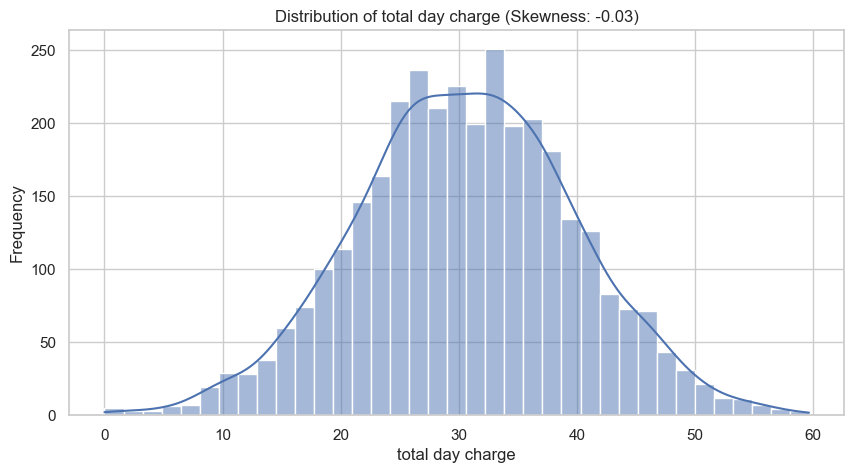 Distribution of total day charge (Skewness: -0.03)
250
200
150
100
50
0
Frequency
0 10 20 30 40 50 60
total day charge